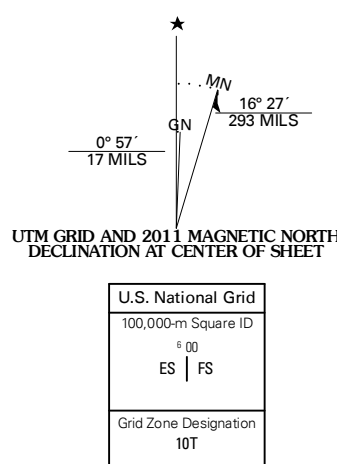 ★
MN
16° 27´
293 MILS
GN
0° 57´
17 MILS
UTM GRID AND 2011 MAGNETIC NORTH
DECLINATION AT CENTER OF SHEET
U.S. National Grid
100,000-m Square ID
6 00
ES FS
Grid Zone Designation
10T